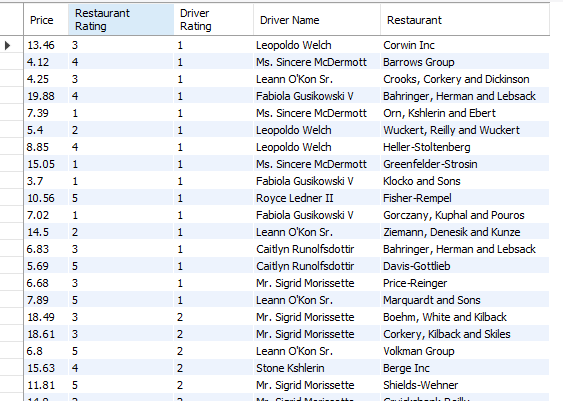 Price Restaurant Rating Driver Rating Driver Name Restaurant
13.46 3 1 Leopoldo Welch Corwin Inc
4.12 4 1 Ms. Sincere McDermott Barrows Group
4.25 3 1 Leann O'Kon Sr. Crooks, Corkery and Dickinson
19.88 4 1 Fabiola Gusikowski V Bahringer, Herman and Lebsack
7.39 1 1 Ms. Sincere McDermott Orn, Kshlerin and Ebert
5.4 2 1 Leopoldo Welch Wuckert, Reilly and Wuckert
8.85 4 1 Leopoldo Welch Heller-Stoltenberg
15.05 1 1 Ms. Sincere McDermott Greenfelder-Strosin
3.7 1 1 Fabiola Gusikowski V Klocko and Sons
10.56 5 1 Royce Ledner II Fisher-Rempel
7.02 1 1 Fabiola Gusikowski V Gorczany, Kuphal and Pouros
14.5 2 1 Leann O'Kon Sr. Ziemann, Denesik and Kunze
6.83 3 1 Caitlyn Runolfsdottir Bahringer, Herman and Lebsack
5.69 5 1 Caitlyn Runolfsdottir Davis-Gottlieb
6.68 3 1 Mr. Sigrid Morissette Price-Reinger
7.89 5 1 Leann O'Kon Sr. Marquardt and Sons
18.49 3 2 Mr. Sigrid Morissette Boehm, White and Kilback
18.61 3 2 Mr. Sigrid Morissette Corkery, Kilback and Skiles
6.8 5 2 Leann O'Kon Sr. Volkman Group
15.63 4 2 Stone Kshlerin Berge Inc
11.81 5 2 Mr. Sigrid Morissette Shields-Wehner